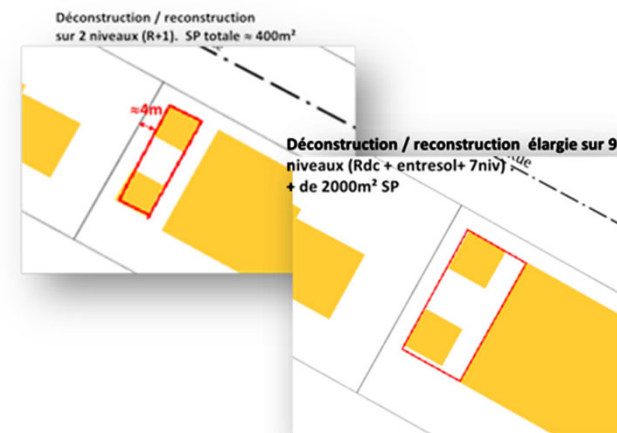 Déconstruction / reconstruction
sur 2 niveaux (R+1). SP totale ≈ 400m²
≈4m
Déconstruction / reconstruction élargie sur 9
niveaux (Rdc + entresol+ 7niv) :
+ de 2000m² SP